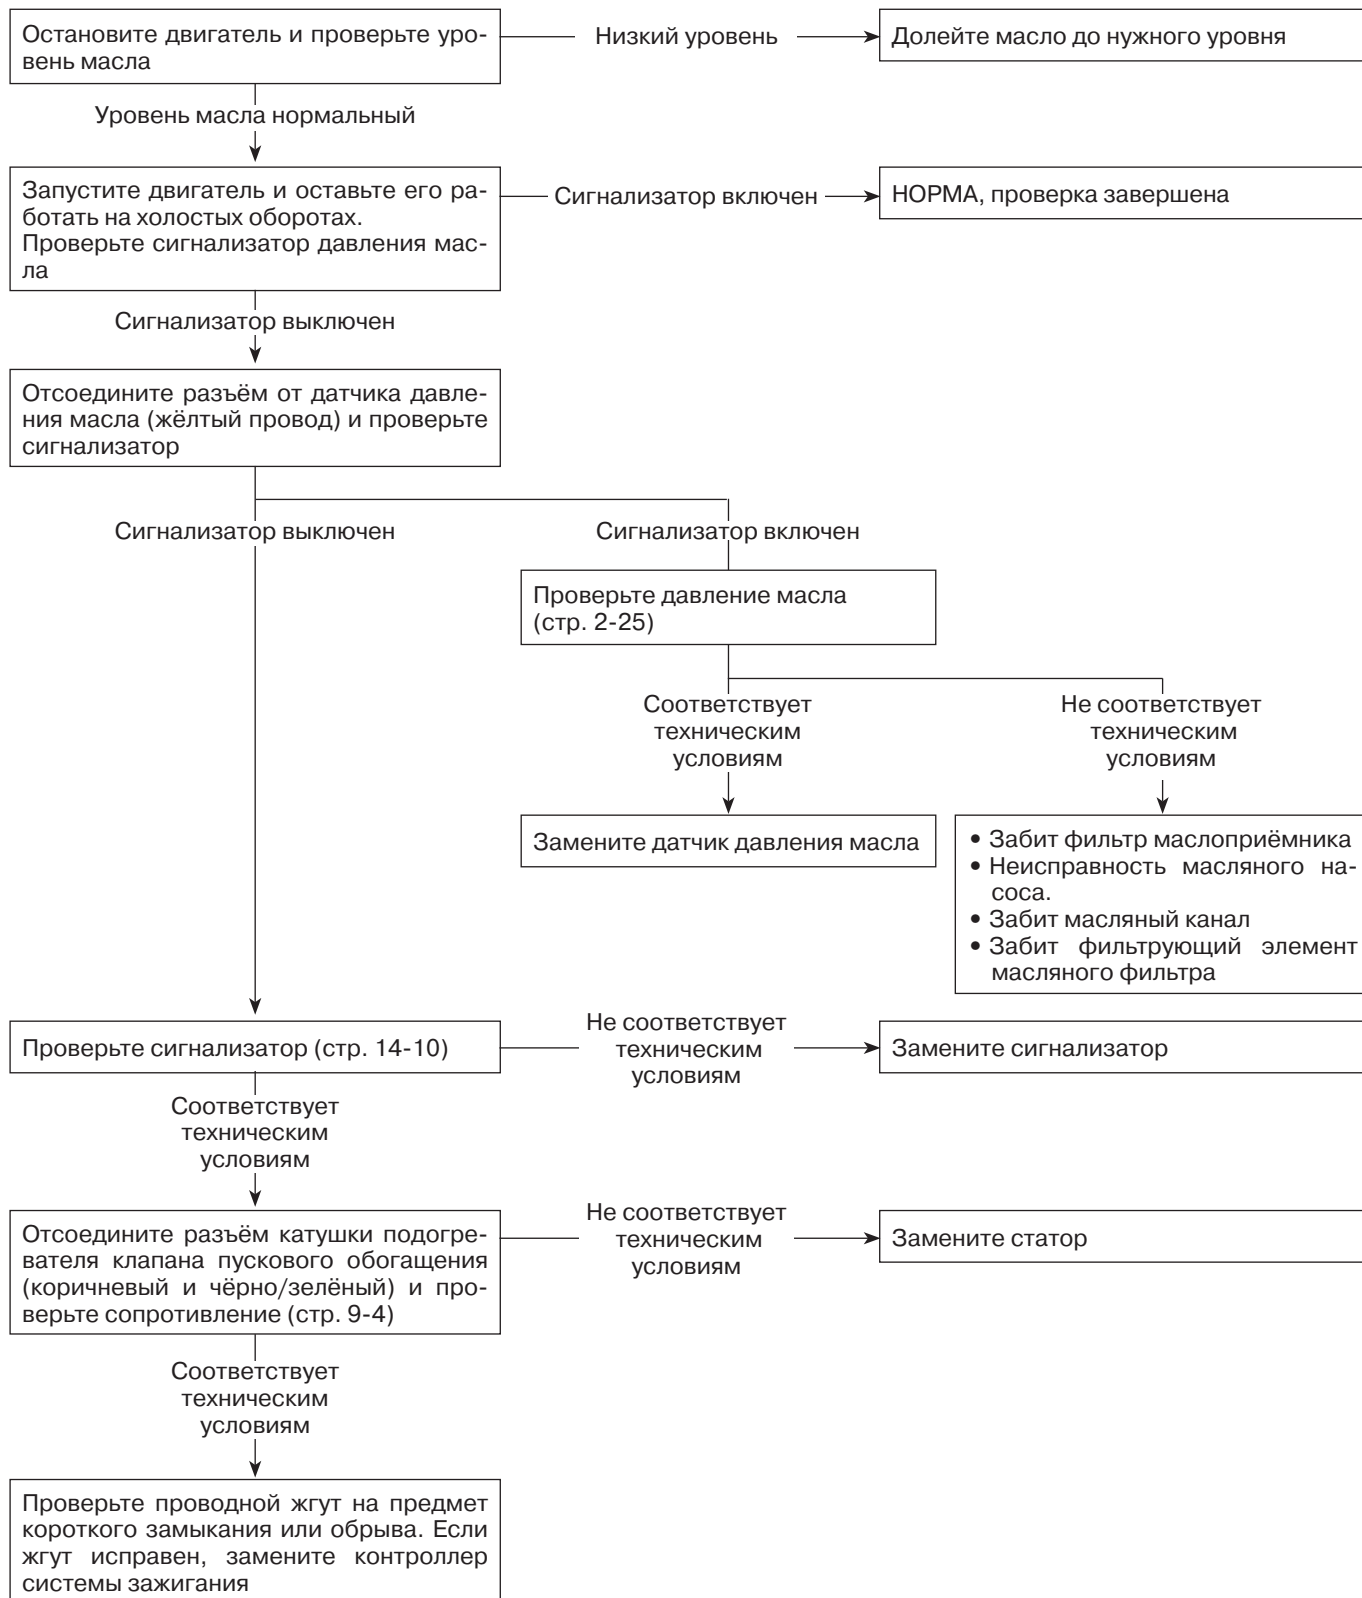 Остановите двигатель и проверьте уро-
вень масла
Низкий уровень
Долейте масло до нужного уровня
Уровень масла нормальный
Запустите двигатель и оставьте его ра-
ботать на холостых оборотах.
Проверьте сигнализатор давления мас-
ла
Сигнализатор включен
НОРМА, проверка завершена
Сигнализатор выключен
Отсоедините разъём от датчика давле-
ния масла (жёлтый провод) и проверьте
сигнализатор
Сигнализатор выключен
Сигнализатор включен
Проверьте давление масла
(стр. 2-25)
Соответствует
техническим
условиям
Не соответствует
техническим
условиям
Замените датчик давления масла
• Забит фильтр маслоприёмника
• Неисправность масляного на-
соса.
• Забит масляный канал
• Забит фильтрующий элемент
масляного фильтра
Проверьте сигнализатор (стр. 14-10)
Не соответствует
техническим
условиям
Замените сигнализатор
Соответствует
техническим
условиям
Отсоедините разъём катушки подогре-
вателя клапана пускового обогащения
(коричневый и чёрно/зелёный) и про-
верьте сопротивление (стр. 9-4)
Не соответствует
техническим
условиям
Замените статор
Соответствует
техническим
условиям
Проверьте проводной жгут на предмет
короткого замыкания или обрыва. Если
жгут исправен, замените контроллер
системы зажигания